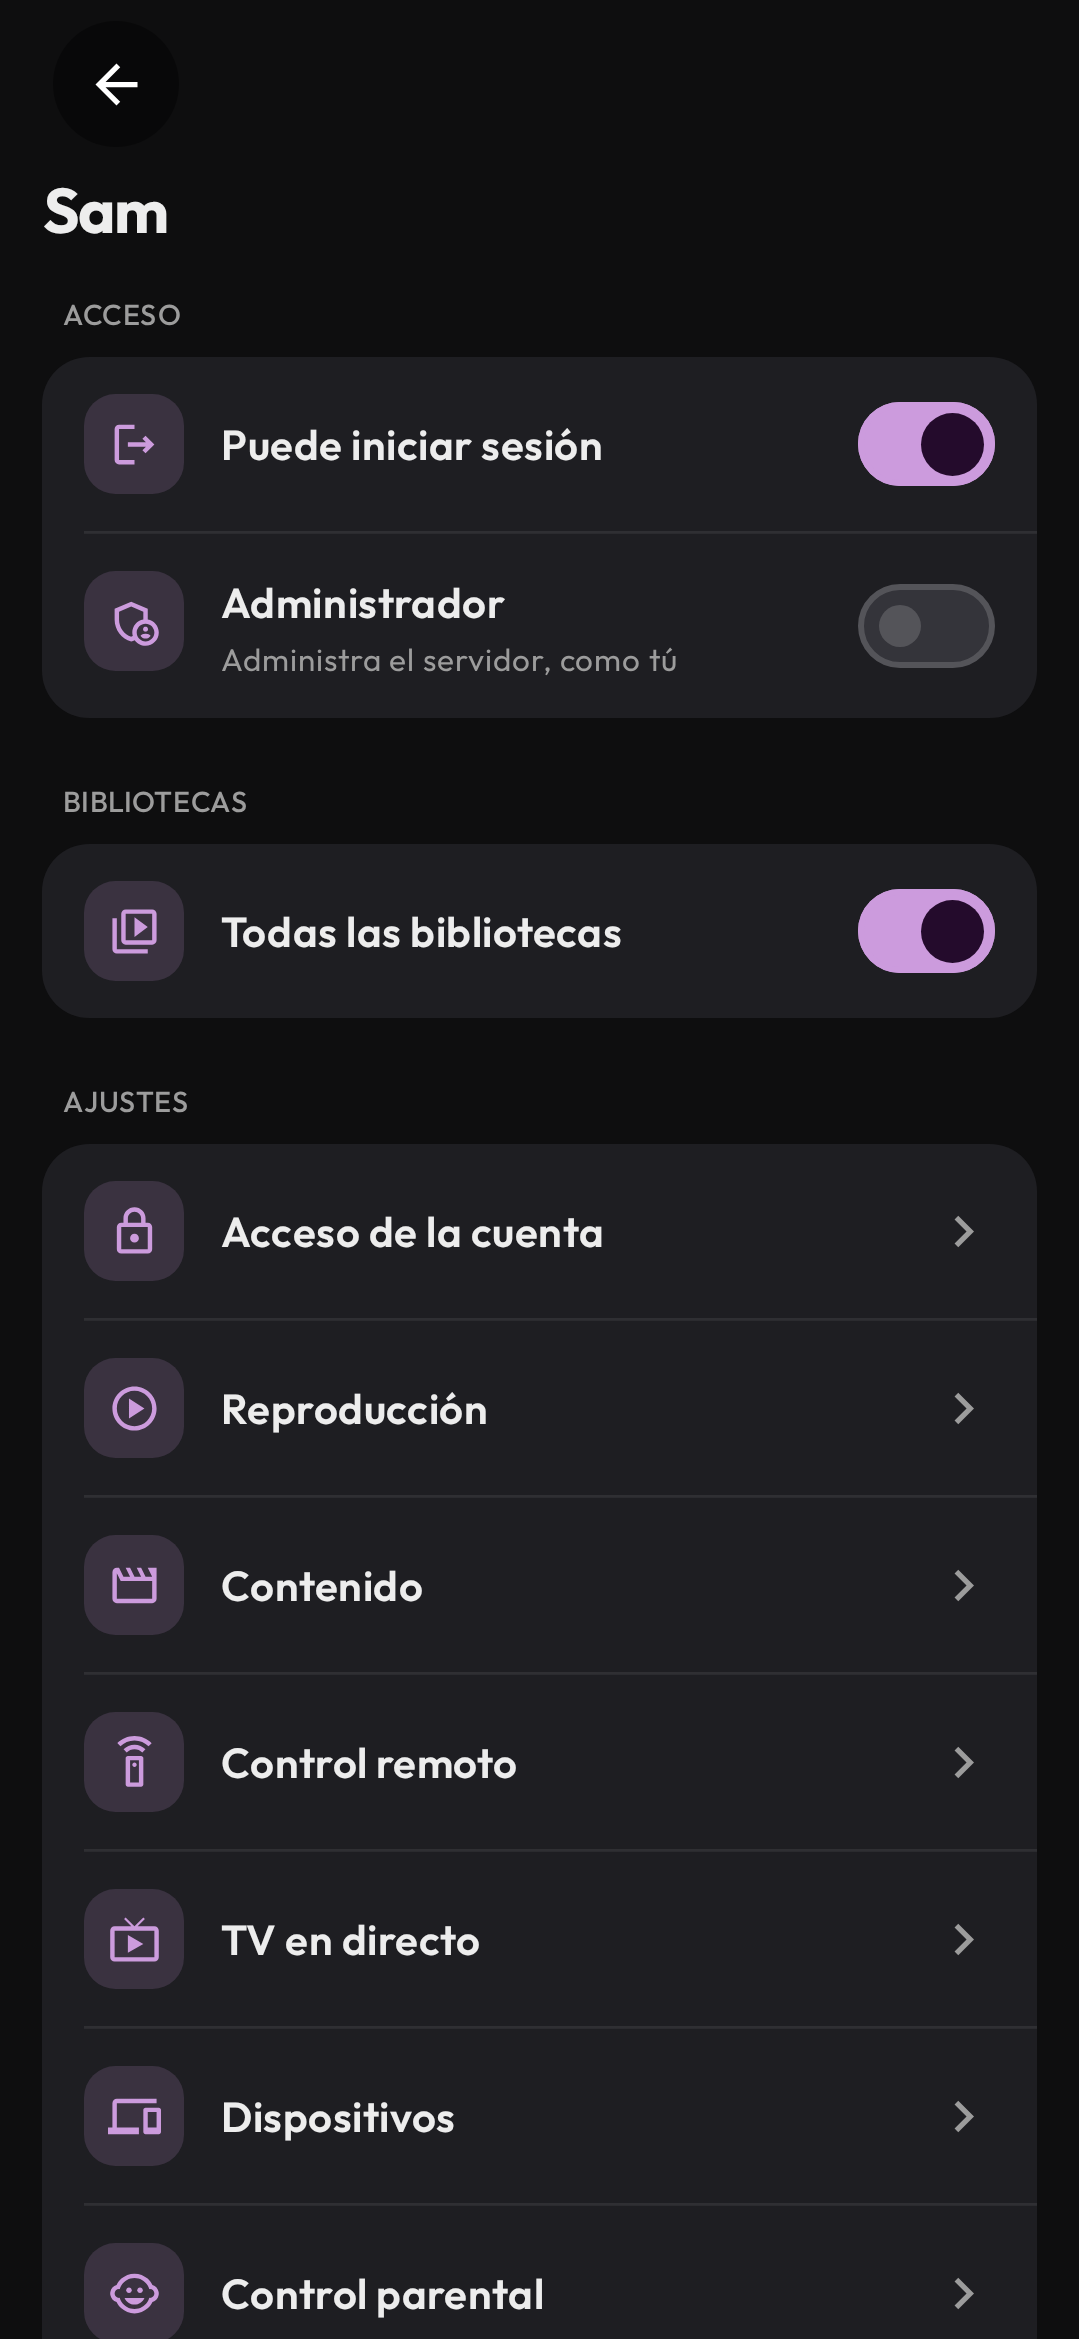 Sam
ACCESO
Puede iniciar sesión
Administrador
Administra el servidor, como tú
BIBLIOTECAS
Todas las bibliotecas
AJUSTES
Acceso de la cuenta
Reproducción
Contenido
Control remoto
TV en directo
Dispositivos
Control parental